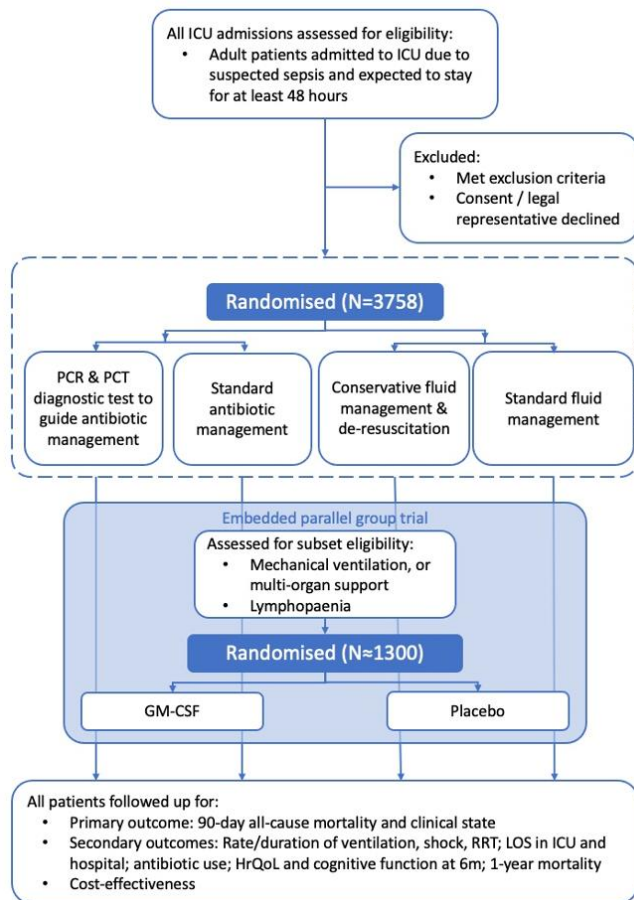 All ICU admissions assessed for eligibility:
• Adult patients admitted to ICU due to
suspected sepsis and expected to stay
for at least 48 hours
Excluded:
• Met exclusion criteria
• Consent / legal
representative declined
Randomised (N=3758)
PCR & PCT
diagnostic test to
guide antibiotic
management
Standard
antibiotic
management
Conservative fluid
management &
de-resuscitation
Standard fluid
management
Embedded parallel group trial
Assessed for subset eligibility:
• Mechanical ventilation, or
multi-organ support
• Lymphopaenia
Randomised (N≈1300)
GM-CSF
Placebo
All patients followed up for:
• Primary outcome: 90-day all-cause mortality and clinical state
• Secondary outcomes: Rate/duration of ventilation, shock, RRT; LOS in ICU and
hospital; antibiotic use; HrQoL and cognitive function at 6m; 1-year mortality
• Cost-effectiveness